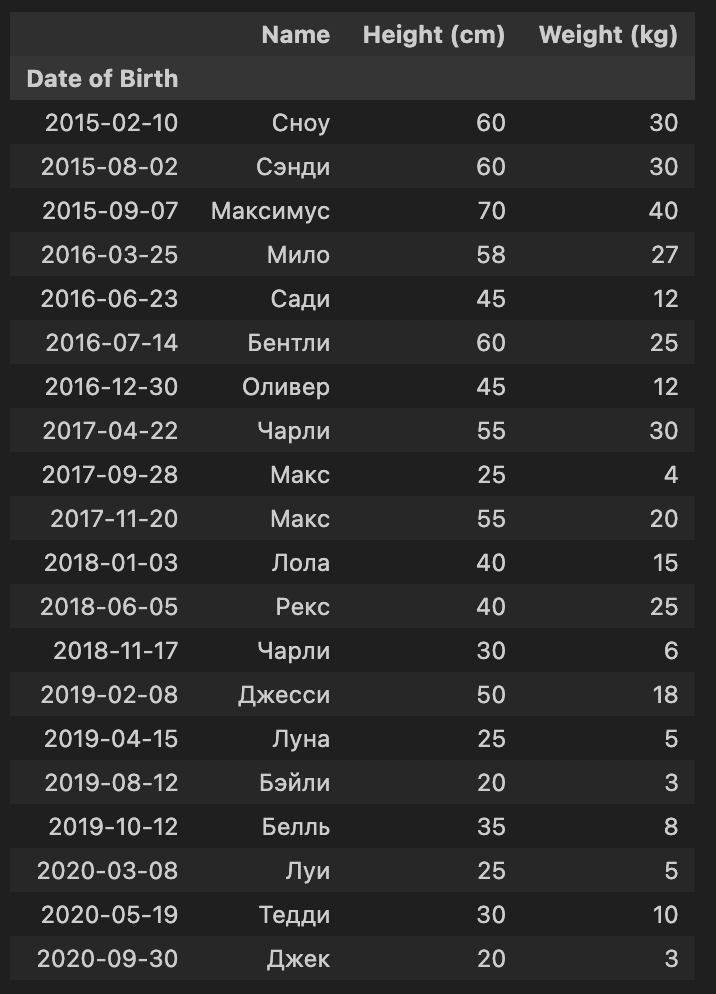 Name Height (cm) Weight (kg)
Date of Birth
2015-02-10 Сноу 60 30
2015-08-02 Сэнди 60 30
2015-09-07 Максимус 70 40
2016-03-25 Мило 58 27
2016-06-23 Сади 45 12
2016-07-14 Бентли 60 25
2016-12-30 Оливер 45 12
2017-04-22 Чарли 55 30
2017-09-28 Макс 25 4
2017-11-20 Макс 55 20
2018-01-03 Лола 40 15
2018-06-05 Рекс 40 25
2018-11-17 Чарли 30 6
2019-02-08 Джесси 50 18
2019-04-15 Луна 25 5
2019-08-12 Бэйли 20 3
2019-10-12 Белль 35 8
2020-03-08 Луи 25 5
2020-05-19 Тедди 30 10
2020-09-30 Джек 20 3